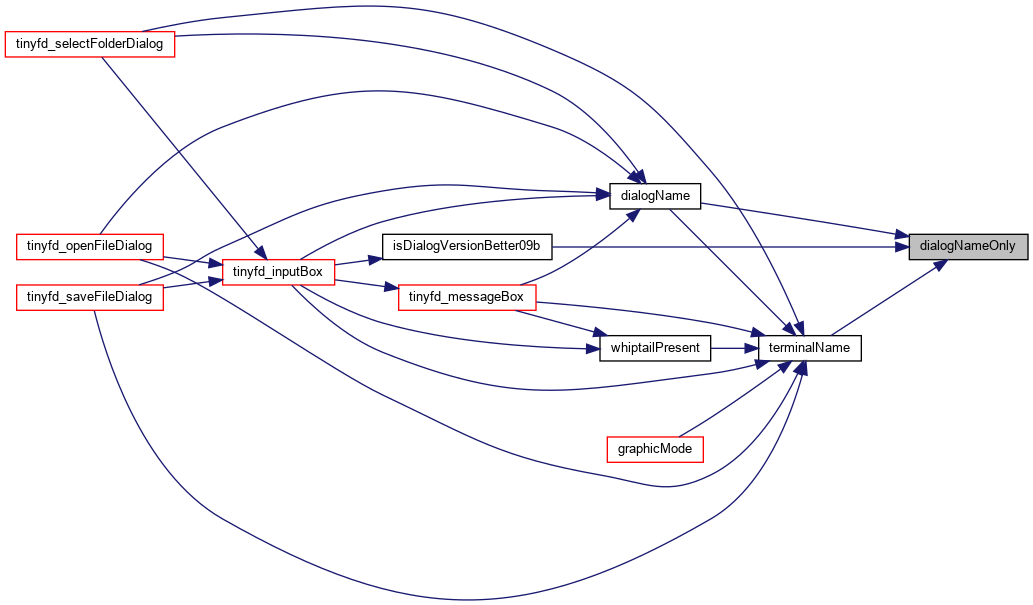 tinyfd_selectFolderDialog
dialogName
tinyfd_openFileDialog
isDialogVersionBetter09b
dialogNameOnly
tinyfd_inputBox
tinyfd_saveFileDialog
tinyfd_messageBox
whiptailPresent
terminalName
graphicMode